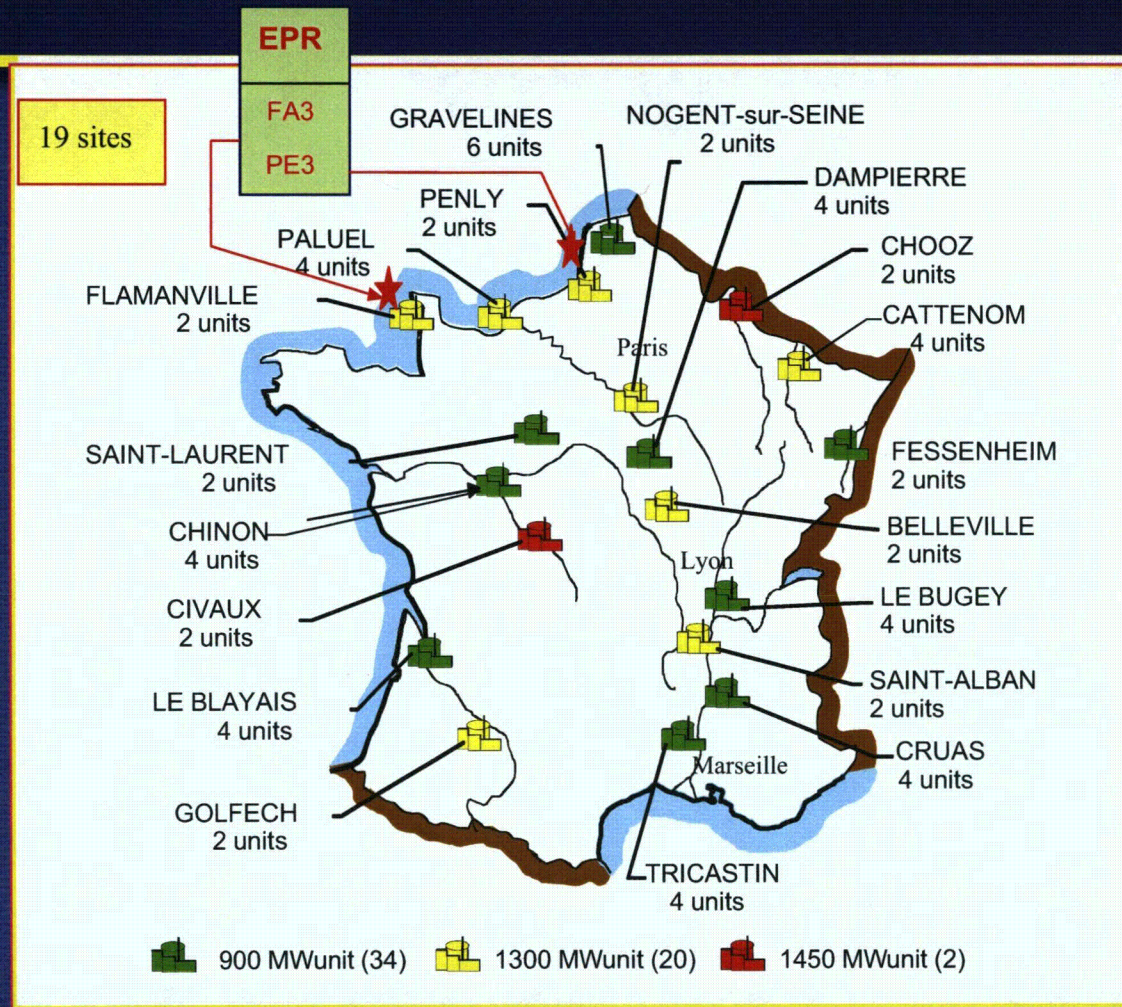 EPR
FA3
PE3
19 sites
GRAVELINES
6 units
NOGENT-sur-SEINE
2 units
DAMPIERRE
4 units
PENLY
2 units
PALUEL
4 units
CHOOZ
2 units
FLAMANVILLE
2 units
CATTENOM
4 units
Paris
SAINT-LAURENT
2 units
FESSENHEIM
2 units
CHINON
4 units
BELLEVILLE
2 units
Lyon
CIVAUX
2 units
LE BUGEY
4 units
LE BLAYAIS
4 units
SAINT-ALBAN
2 units
CRUAS
4 units
Marseille
GOLFECH
2 units
TRICASTIN
4 units
900 MWunit (34)
1300 MWunit (20)
1450 MWunit (2)